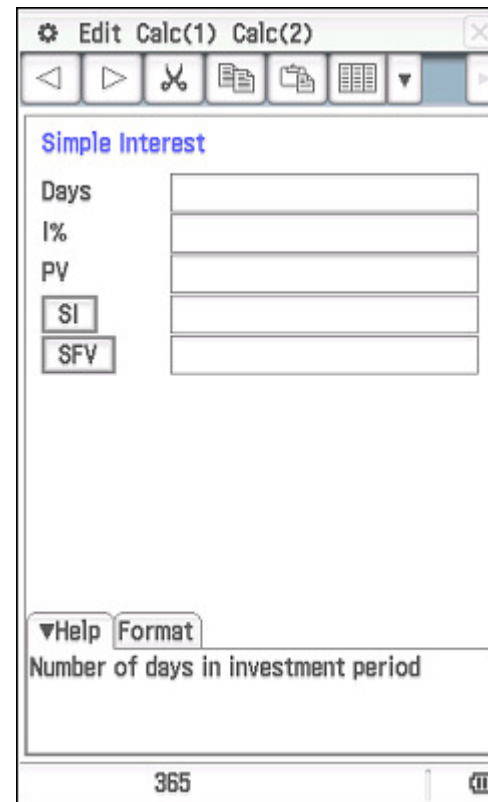 Edit Calc(1) Calc(2)
Simple Interest
Days
I%
PV
SI
SFV
▼Help Format
Number of days in investment period
365